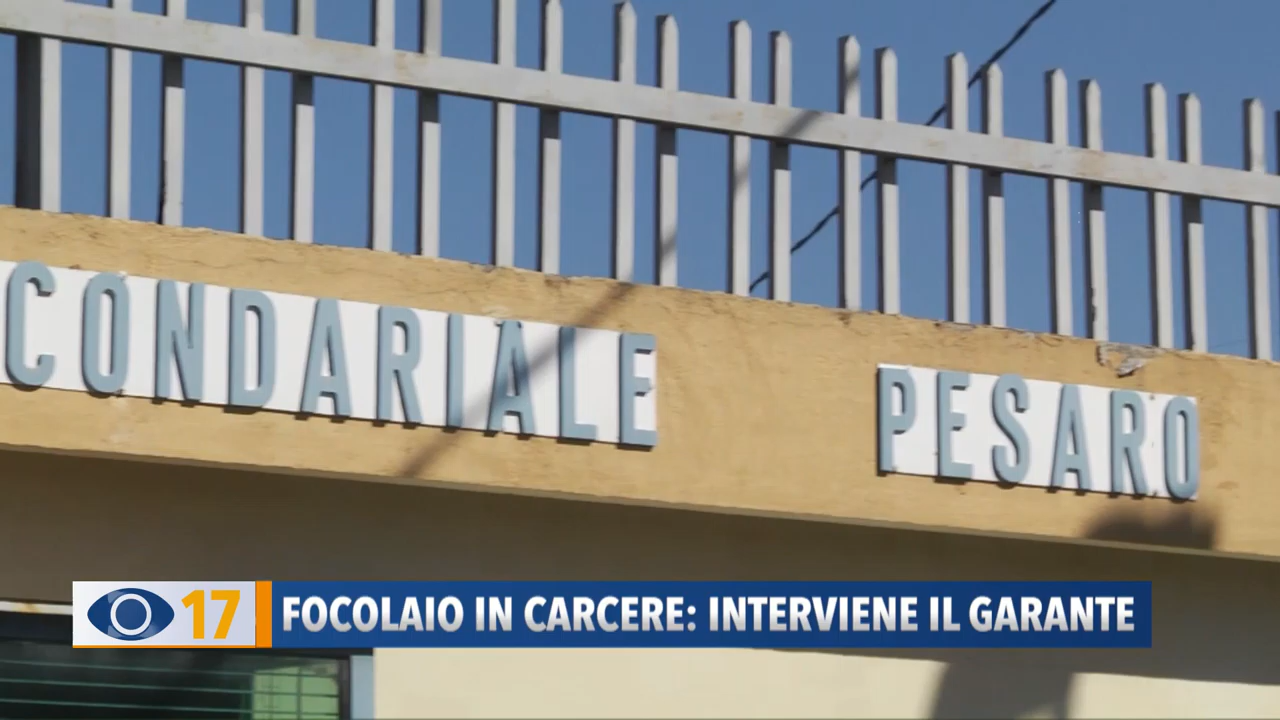 CONDARIALE PESARO
17 FOCOLAIO IN CARCERE: INTERVIENE IL GARANTE